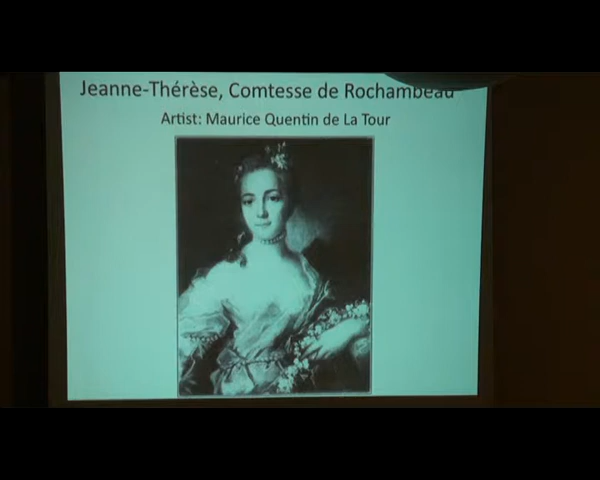 Jeanne-Thérèse, Comtesse de Rochambeau
Artist: Maurice Quentin de La Tour